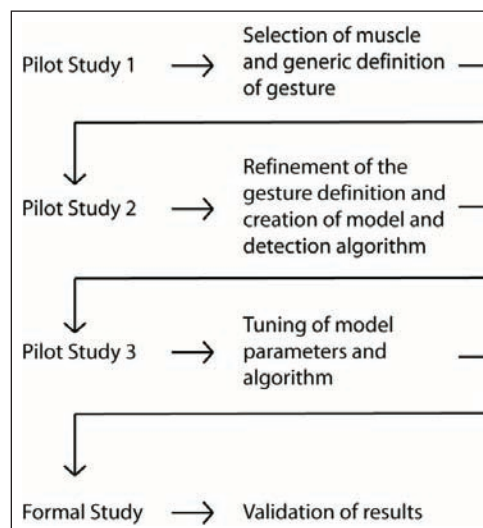 Pilot Study 1
Selection of muscle
and generic definition
of gesture
Pilot Study 2
Refinement of the
gesture definition and
creation of model and
detection algorithm
Pilot Study 3
Tuning of model
parameters and
algorithm
Formal Study
Validation of results